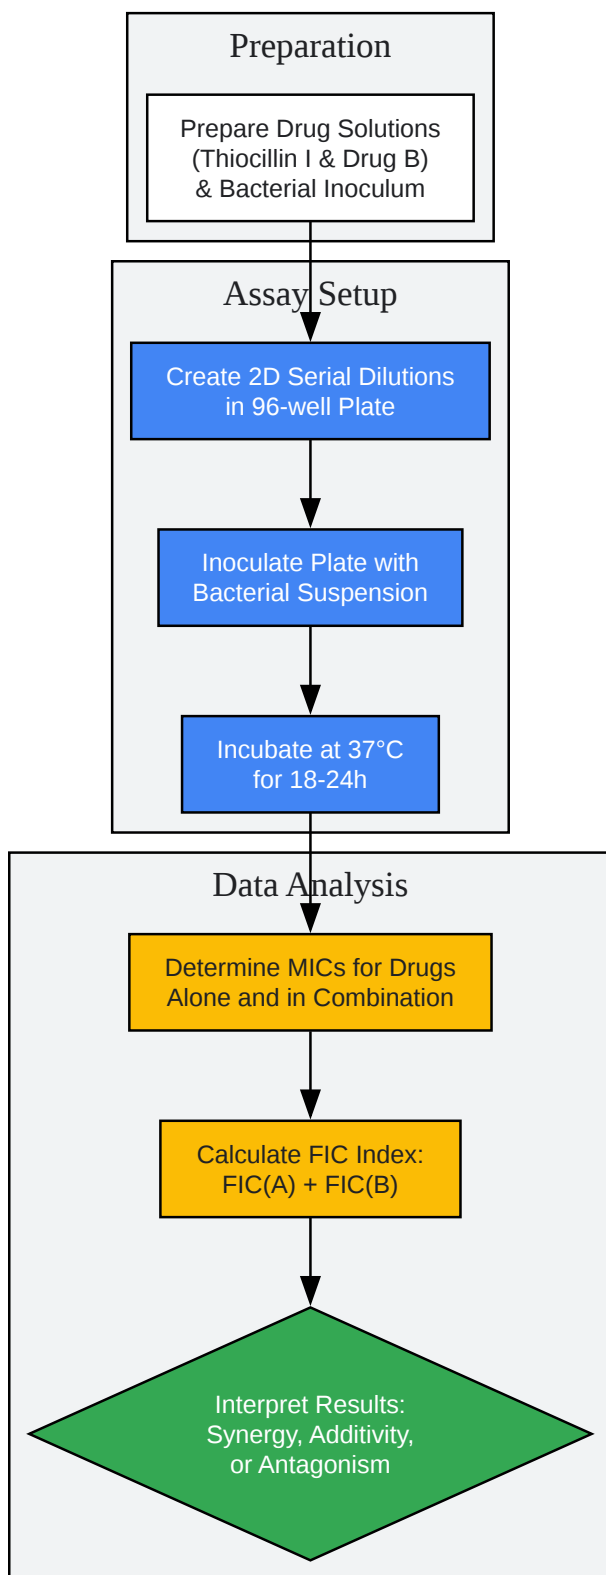 Preparation
Prepare Drug Solutions
(Thiocillin I & Drug B)
& Bacterial Inoculum
Assay Setup
Create 2D Serial Dilutions
in 96-well Plate
Inoculate Plate with
Bacterial Suspension
Incubate at 37°C
for 18-24h
Data Analysis
Determine MICs for Drugs
Alone and in Combination
Calculate FIC Index:
FIC(A) + FIC(B)
Interpret Results:
Synergy, Additivity,
or Antagonism